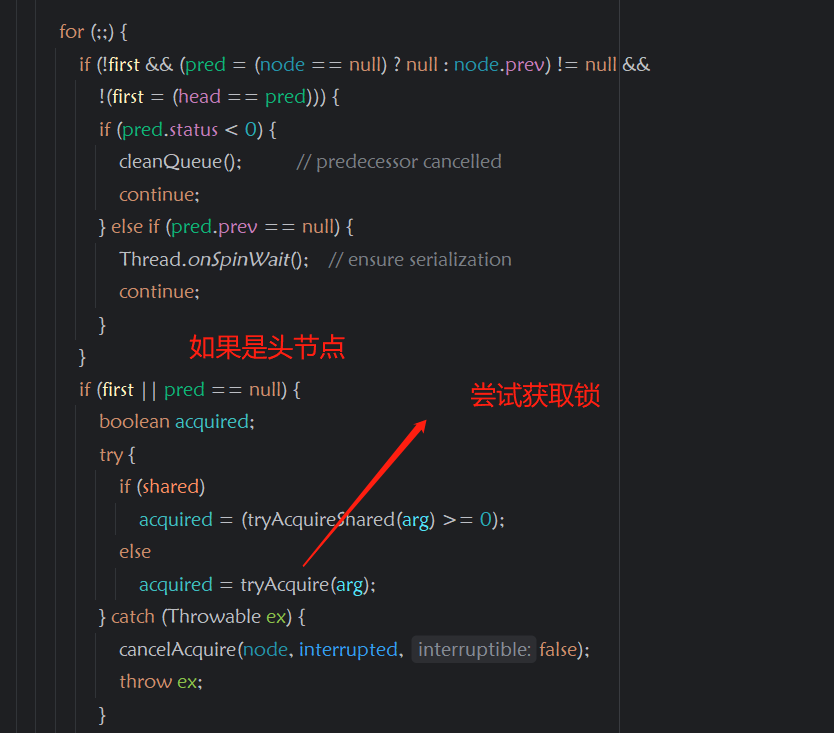 for (;;) {
if (!first && (pred = (node == null) ? null : node.prev) != null &&
!(first = (head == pred))) {
if (pred.status < 0) {
cleanQueue(); // predecessor cancelled
continue;
} else if (pred.prev == null) {
Thread.onSpinWait(); // ensure serialization
continue;
}
如果是头节点
}
if (first || pred == null) {
尝试获取锁
boolean acquired;
try {
if (shared)
acquired = (tryAcquireShared(arg) >= 0);
else
acquired = tryAcquire(arg);
} catch (Throwable ex) {
cancelAcquire(node, interrupted, interruptible: false);
throw ex;
}